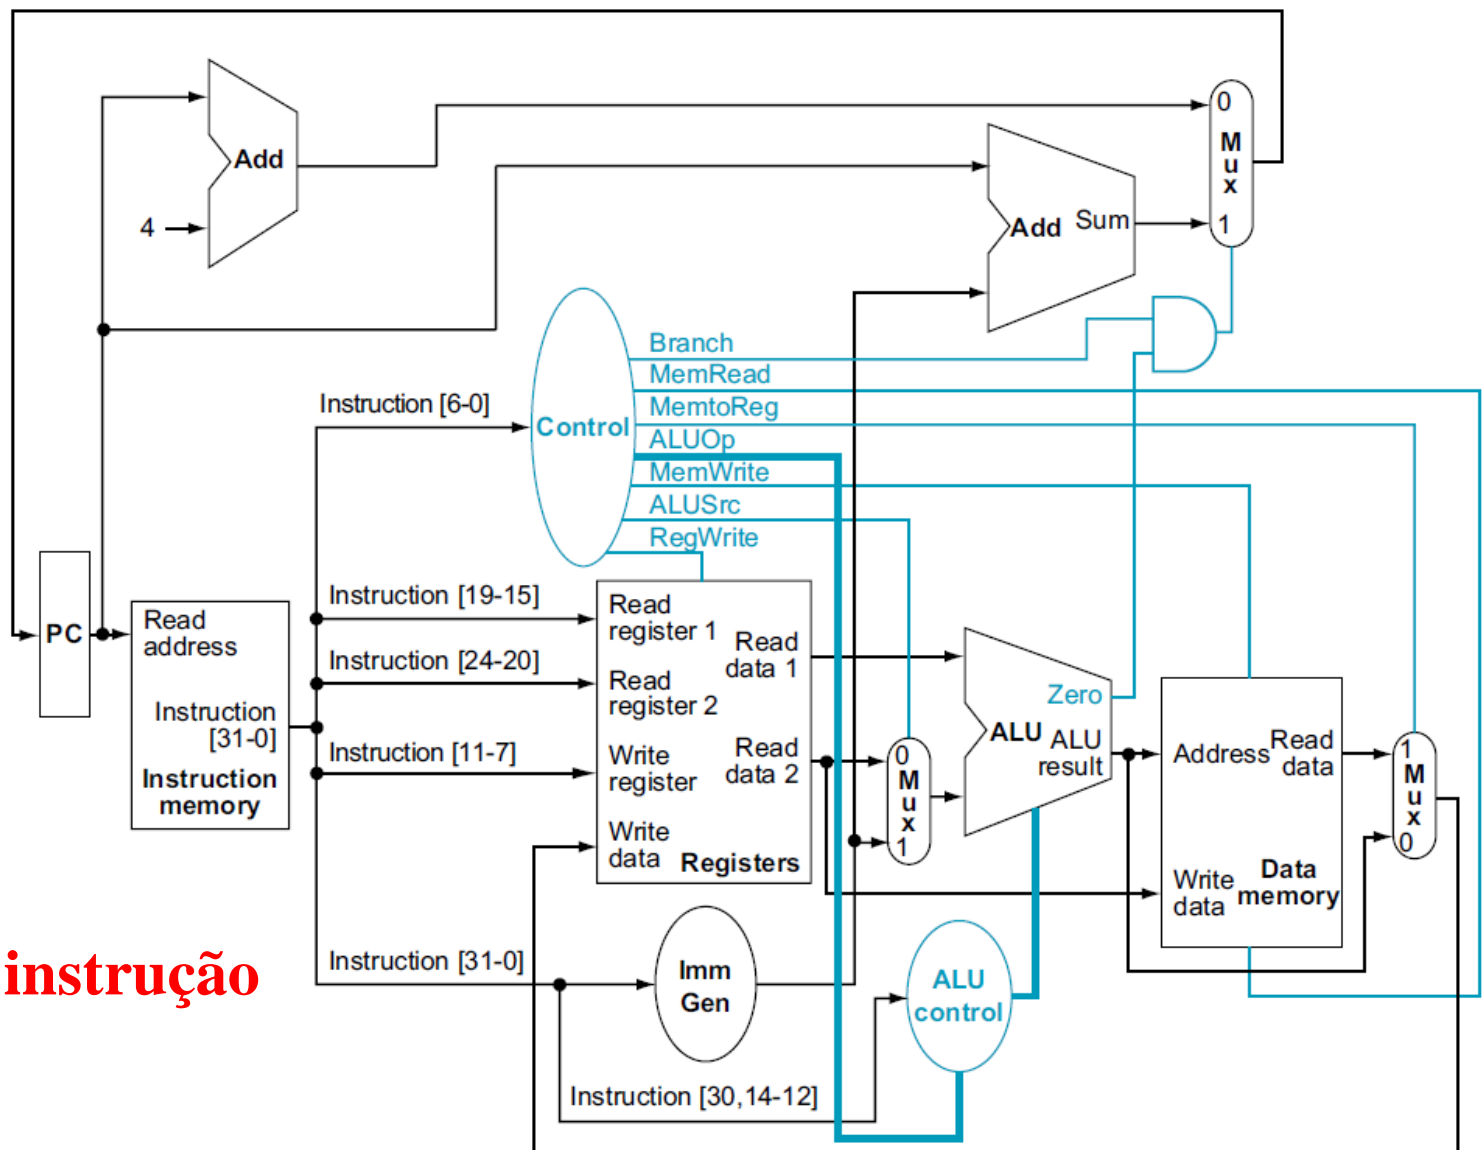 Add
4
0
Mux
1
Add Sum
Branch
MemRead
Instruction [6-0]
MemtoReg
Control
ALUOp
MemWrite
ALUSrc
RegWrite
PC
Read
address
Instruction
[31-0]
Instruction
memory
Instruction [19-15]
Instruction [24-20]
Instruction [11-7]
Read
register 1
Read
data 1
Read
register 2
Write
register
Read
data 2
Write
data
Registers
0
Mux
1
Zero
ALU
ALU
result
Address
Read
data
Write
data
Data
memory
1
Mux
0
instrução
Instruction [31-0]
Imm
Gen
ALU
control
Instruction [30,14-12]